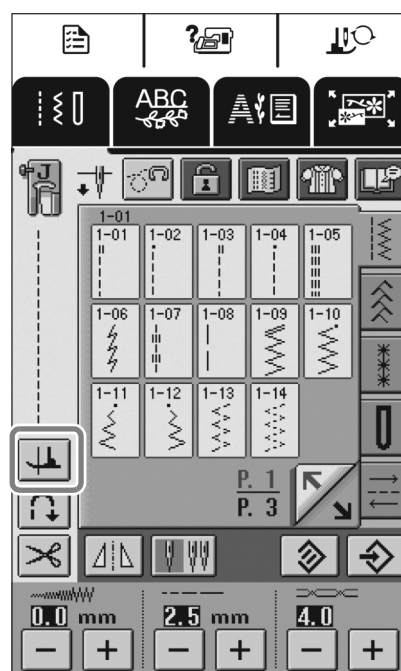 ?
ABC
A
J
1-01
1-01 1-02 1-03 1-04 1-05
1-06 1-07 1-08 1-09 1-10
1-11 1-12 1-13 1-14
P. 1
P. 3
0.0 mm 2.5 mm 4.0
− + − + − +